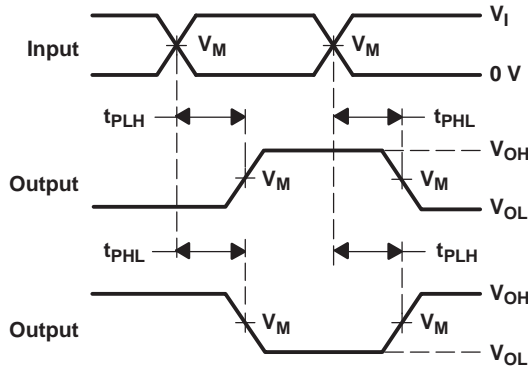 V_I
Input V_M V_M
0 V
t_PLH t_PHL
V_OH
Output V_M V_M
V_OL
t_PHL t_PLH
V_OH
Output V_M V_M
V_OL